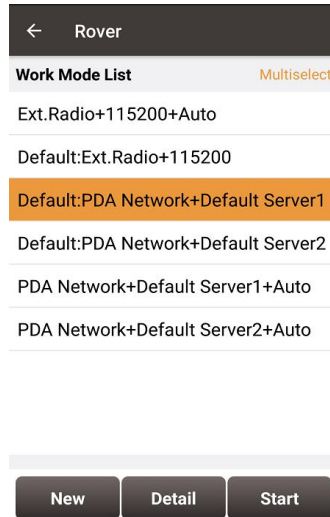 Rover
Work Mode List Multiselect
Ext.Radio+115200+Auto
Default:Ext.Radio+115200
Default:PDA Network+Default Server1
Default:PDA Network+Default Server2
PDA Network+Default Server1+Auto
PDA Network+Default Server2+Auto
New Detail Start